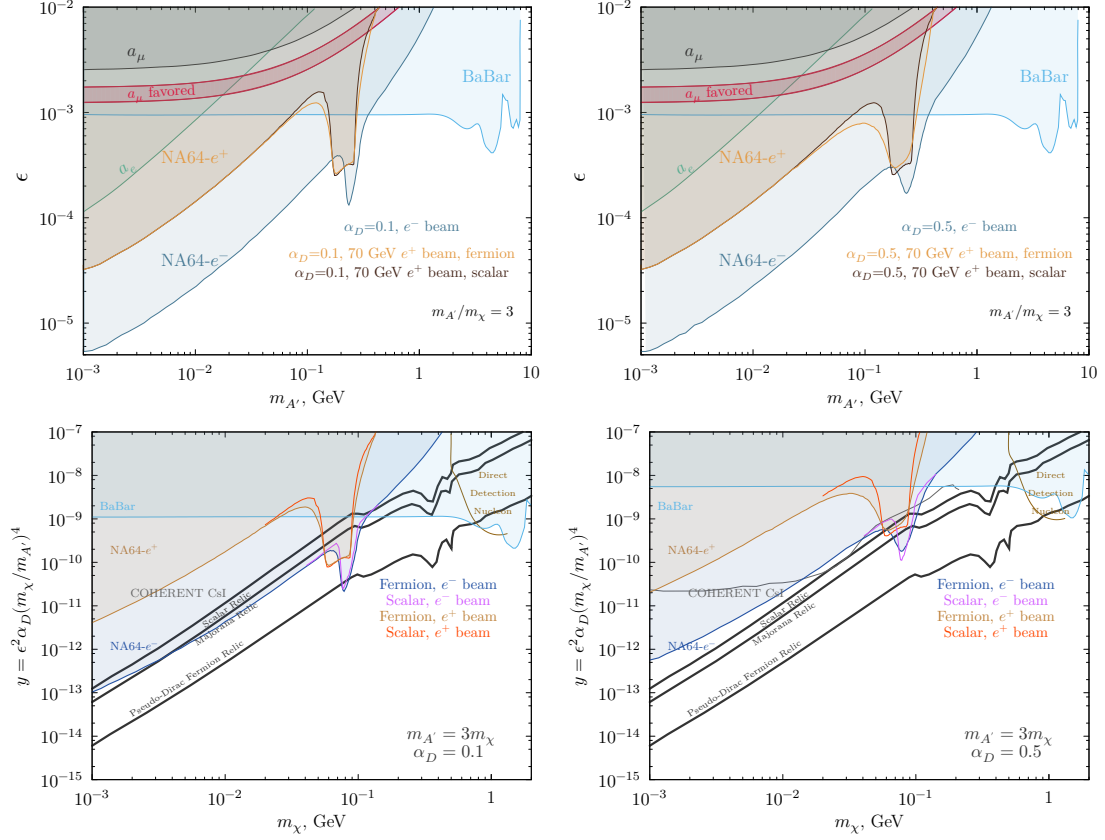 10⁻²
10⁻³
10⁻⁴
10⁻⁵
ϵ
a_μ
a_μ favored
BaBar
NA64-e⁺
a_e
α_D=0.1, e⁻ beam
NA64-e⁻
α_D=0.1, 70 GeV e⁺ beam, fermion
α_D=0.1, 70 GeV e⁺ beam, scalar
m_A′/m_χ = 3
10⁻³ 10⁻² 10⁻¹ 1 10
m_A′, GeV
10⁻²
10⁻³
10⁻⁴
10⁻⁵
ϵ
a_μ
a_μ favored
BaBar
NA64-e⁺
a_e
α_D=0.5, e⁻ beam
NA64-e⁻
α_D=0.5, 70 GeV e⁺ beam, fermion
α_D=0.5, 70 GeV e⁺ beam, scalar
m_A′/m_χ = 3
10⁻³ 10⁻² 10⁻¹ 1 10
m_A′, GeV
10⁻⁷
10⁻⁸
10⁻⁹
10⁻¹⁰
10⁻¹¹
10⁻¹²
10⁻¹³
10⁻¹⁴
10⁻¹⁵
y = ϵ²α_D(m_χ/m_A′)⁴
Direct
Detection
Nucleon
BaBar
NA64-e⁺
COHERENT CsI
NA64-e⁻
Scalar Relic
Majorana Relic
Pseudo-Dirac Fermion Relic
Fermion, e⁻ beam
Scalar, e⁻ beam
Fermion, e⁺ beam
Scalar, e⁺ beam
m_A′ = 3m_χ
α_D = 0.1
10⁻³ 10⁻² 10⁻¹ 1
m_χ, GeV
10⁻⁷
10⁻⁸
10⁻⁹
10⁻¹⁰
10⁻¹¹
10⁻¹²
10⁻¹³
10⁻¹⁴
10⁻¹⁵
y = ϵ²α_D(m_χ/m_A′)⁴
Direct
Detection
Nucleon
BaBar
NA64-e⁺
COHERENT CsI
NA64-e⁻
Scalar Relic
Majorana Relic
Pseudo-Dirac Fermion Relic
Fermion, e⁻ beam
Scalar, e⁻ beam
Fermion, e⁺ beam
Scalar, e⁺ beam
m_A′ = 3m_χ
α_D = 0.5
10⁻³ 10⁻² 10⁻¹ 1
m_χ, GeV